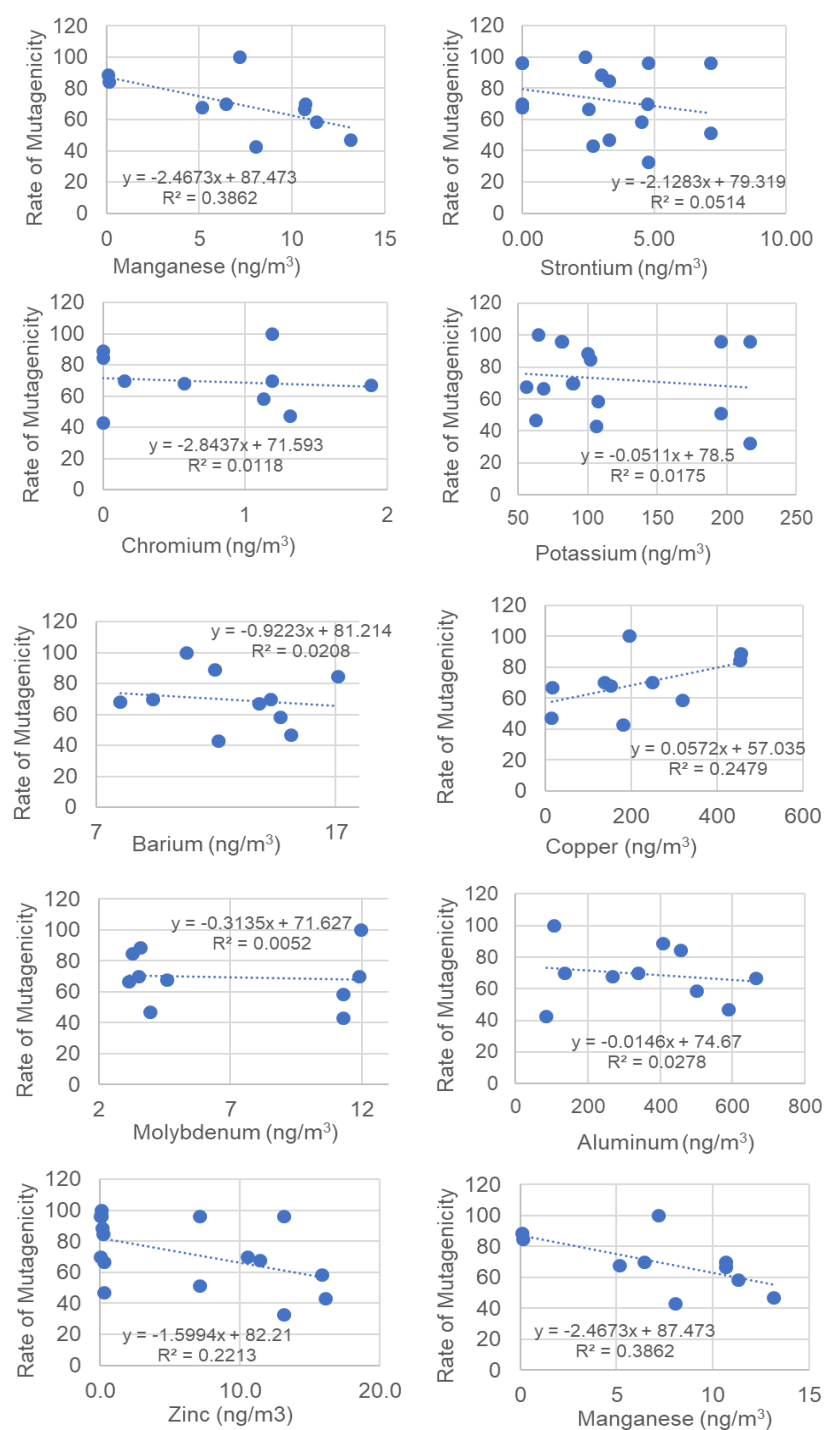 Rate of Mutagenicity
120
100
80
60
40
20
0
y = -2.4673x + 87.473
R² = 0.3862
0
5
10
15
Manganese (ng/m³)
Rate of Mutagenicity
120
100
80
60
40
20
0
y = -2.1283x + 79.319
R² = 0.0514
0.00
5.00
10.00
Strontium (ng/m³)
Rate of Mutagenicity
120
100
80
60
40
20
0
y = -2.8437x + 71.593
R² = 0.0118
0
1
2
Chromium (ng/m³)
Rate of Mutagenicity
120
100
80
60
40
20
0
y = -0.0511x + 78.5
R² = 0.0175
50
100
150
200
250
Potassium (ng/m³)
Rate of Mutagenicity
120
100
80
60
40
20
0
y = -0.9223x + 81.214
R² = 0.0208
7
17
Barium (ng/m³)
Rate of Mutagenicity
120
100
80
60
40
20
0
y = 0.0572x + 57.035
R² = 0.2479
0
200
400
600
Copper (ng/m³)
Rate of Mutagenicity
120
100
80
60
40
20
0
y = -0.3135x + 71.627
R² = 0.0052
2
7
12
Molybdenum (ng/m³)
Rate of Mutagenicity
120
100
80
60
40
20
0
y = -0.0146x + 74.67
R² = 0.0278
0
200
400
600
800
Aluminum (ng/m³)
Rate of Mutagenicity
120
100
80
60
40
20
0
y = -1.5994x + 82.21
R² = 0.2213
0.0
10.0
20.0
Zinc (ng/m3)
Rate of Mutagenicity
120
100
80
60
40
20
0
y = -2.4673x + 87.473
R² = 0.3862
0
5
10
15
Manganese (ng/m³)